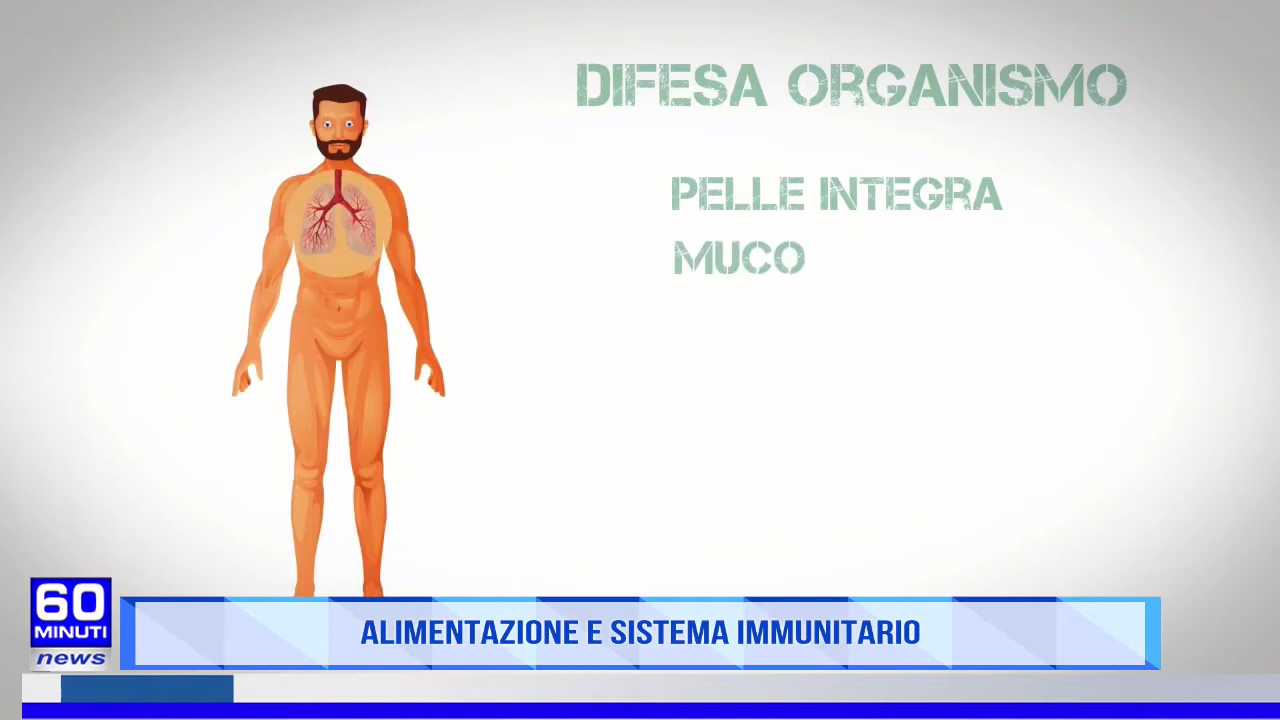 DIFESA ORGANISMO
PELLE INTEGRA
MUCO
60
MINUTI
news
ALIMENTAZIONE E SISTEMA IMMUNITARIO